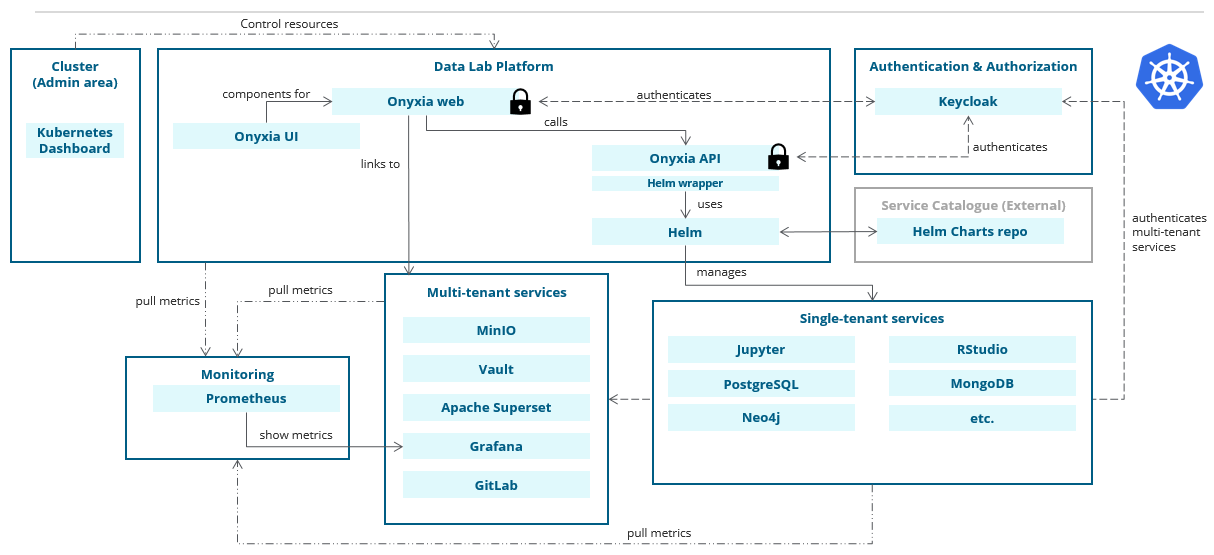 Control resources
Cluster
(Admin area)
Kubernetes
Dashboard
Data Lab Platform
components for
Onyxia web
Onyxia UI
authenticates
calls
links to
Onyxia API
Helm wrapper
uses
Helm
Authentication & Authorization
Keycloak
authenticates
Service Catalogue (External)
Helm Charts repo
authenticates
multi-tenant
services
manages
pull metrics
pull metrics
Multi-tenant services
MinIO
Vault
Apache Superset
Grafana
GitLab
Single-tenant services
Jupyter
RStudio
PostgreSQL
MongoDB
Neo4j
etc.
Monitoring
Prometheus
show metrics
pull metrics